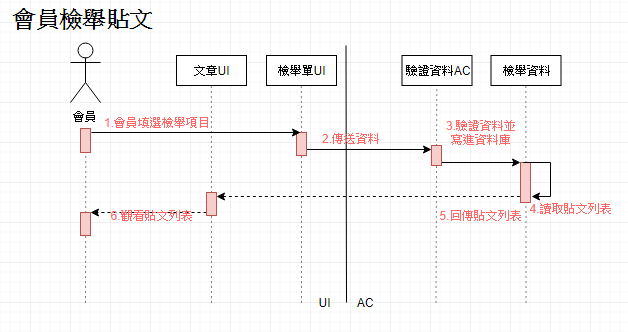 會員檢舉貼文
文章UI
檢舉單UI
驗證資料AC
檢舉資料
會員
1.會員填選檢舉項目
2.傳送資料
3.驗證資料並
寫進資料庫
4.讀取貼文列表
5.回傳貼文列表
6.觀看貼文列表
UI
AC